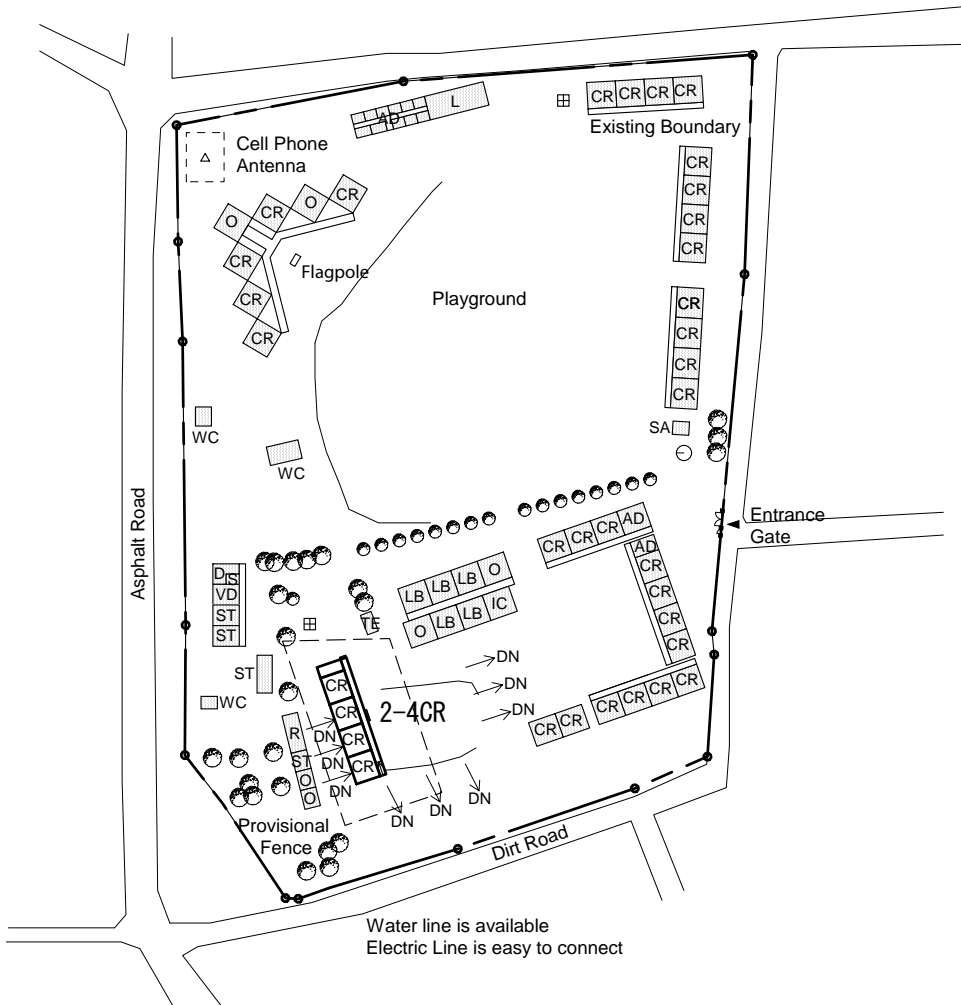 L
AD
CR CR CR CR
Existing Boundary
Cell Phone
Antenna
CR
CR
CR
CR
O
CR
O
CR
CR
CR
CR
Flagpole
Playground
CR
CR
CR
CR
SA
WC
WC
Asphalt Road
Entrance
Gate
CR CR CR AD
AD
CR
CR
CR
CR
LB LB LB O
O LB LB IC
D
VD
ST
ST
TE
ST
WC
DN
DN
DN
CR
CR
CR
CR
2-4CR
R
ST
O
O
DN
DN
DN
CR CR
CR CR CR CR
DN
DN
DN
Provisional
Fence
Dirt Road
Water line is available
Electric Line is easy to connect